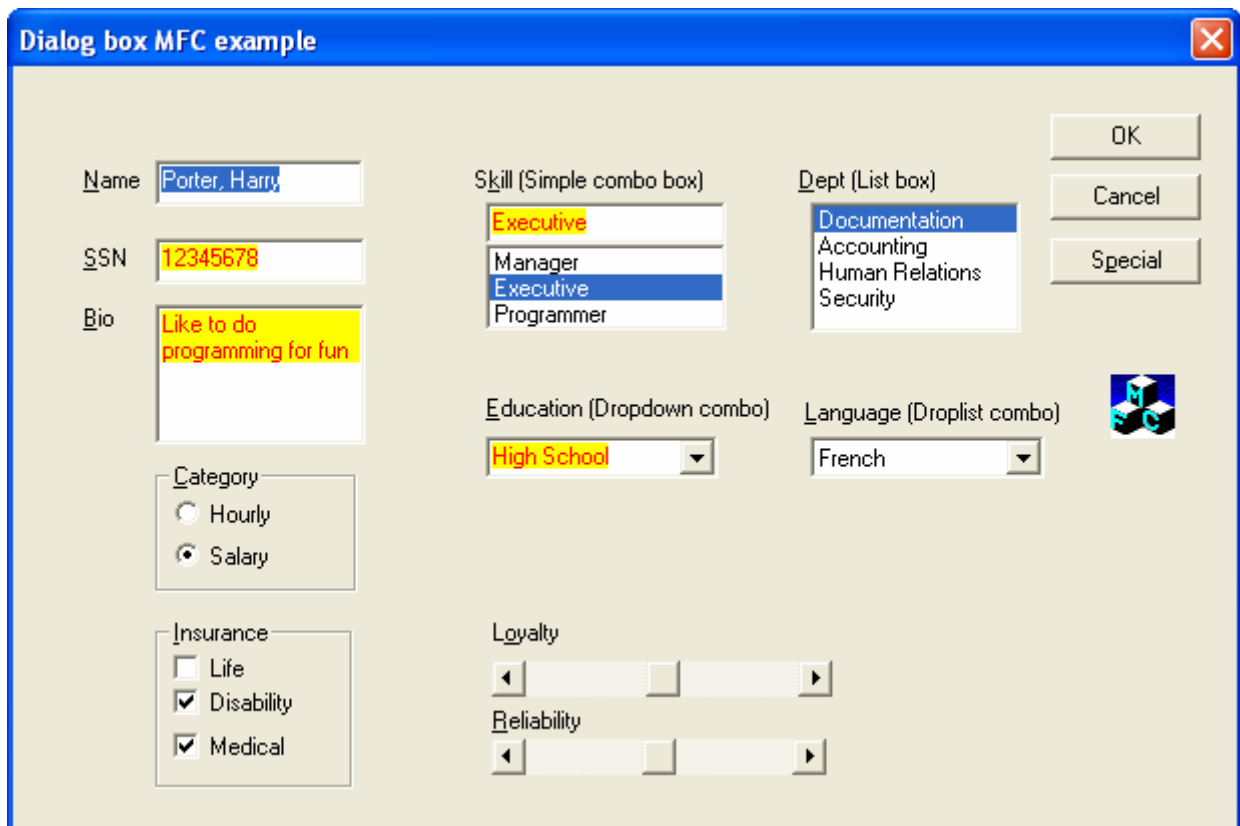 Dialog box MFC example
OK
Name Porter, Harry
Skill (Simple combo box)
Dept (List box)
Cancel
Executive
Documentation
Accounting
Human Relations
Security
SSN 12345678
Manager
Executive
Programmer
Special
Bio
Like to do
programming for fun
Education (Dropdown combo)
Language (Droplist combo)
High School
French
MFC
Category
Hourly
Salary
Insurance
Life
Disability
Medical
Loyalty
Reliability